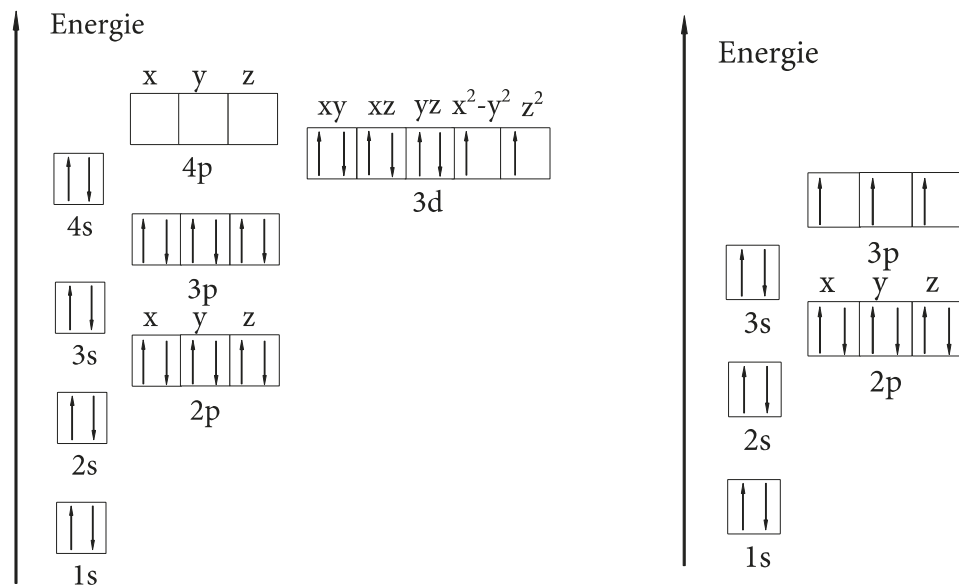 Energie
x y z
4p
xy xz yz x²-y² z²
3d
4s
3p
3s
x y z
2p
2s
1s
Energie
3p
3s
x y z
2p
2s
1s